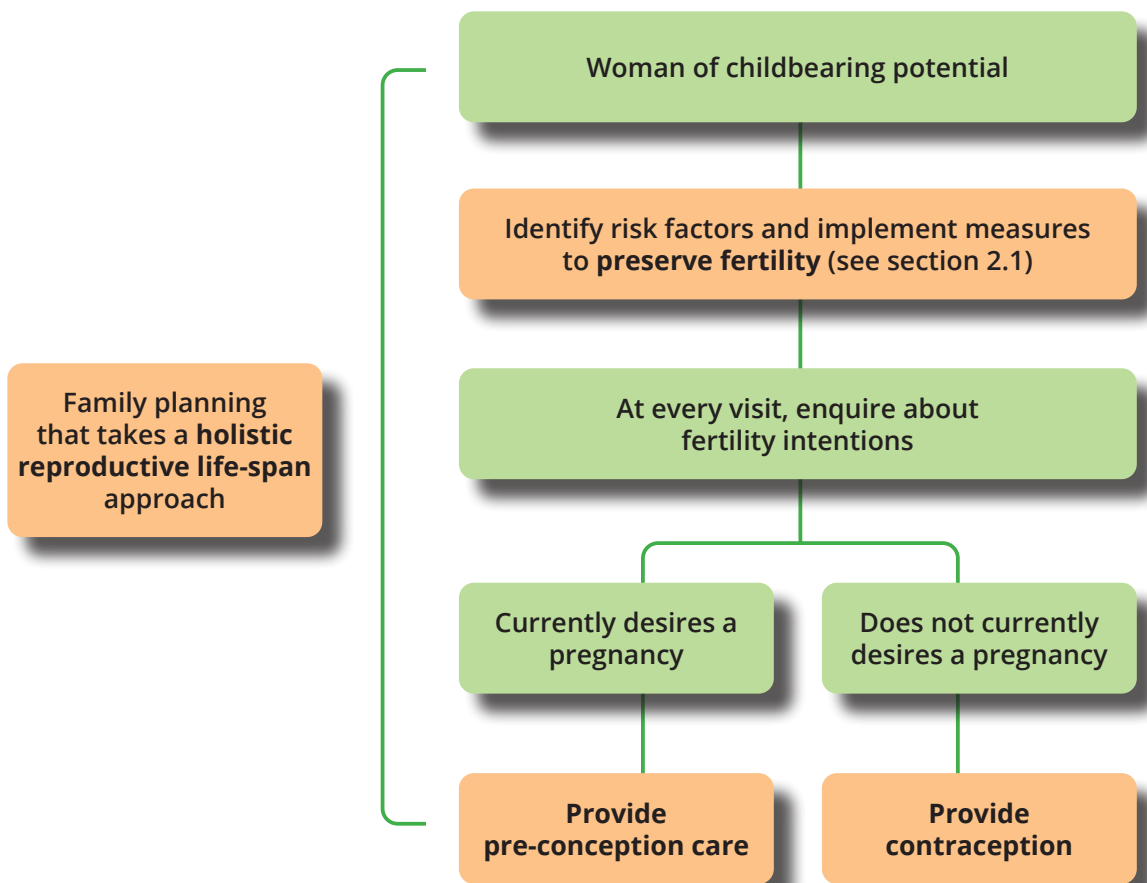 Woman of childbearing potential
Identify risk factors and implement measures
to preserve fertility (see section 2.1)
Family planning
that takes a holistic
reproductive life-span
approach
At every visit, enquire about
fertility intentions
Currently desires a
pregnancy
Does not currently
desires a pregnancy
Provide
pre-conception care
Provide
contraception